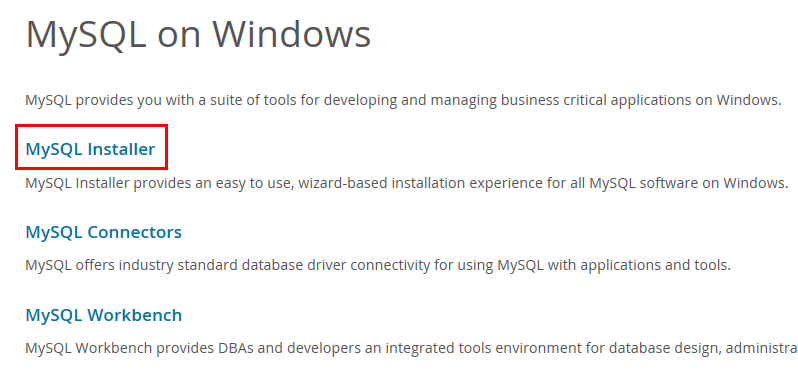 MySQL on Windows
MySQL provides you with a suite of tools for developing and managing business critical applications on Windows.
MySQL Installer
MySQL Installer provides an easy to use, wizard-based installation experience for all MySQL software on Windows.
MySQL Connectors
MySQL offers industry standard database driver connectivity for using MySQL with applications and tools.
MySQL Workbench
MySQL Workbench provides DBAs and developers an integrated tools environment for database design, administra